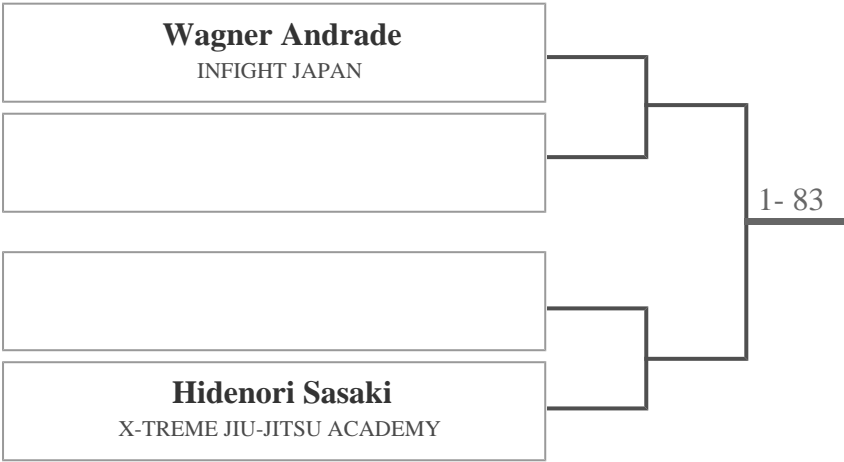 Wagner Andrade
INFIGHT JAPAN
1- 83
Hidenori Sasaki
X-TREME JIU-JITSU ACADEMY